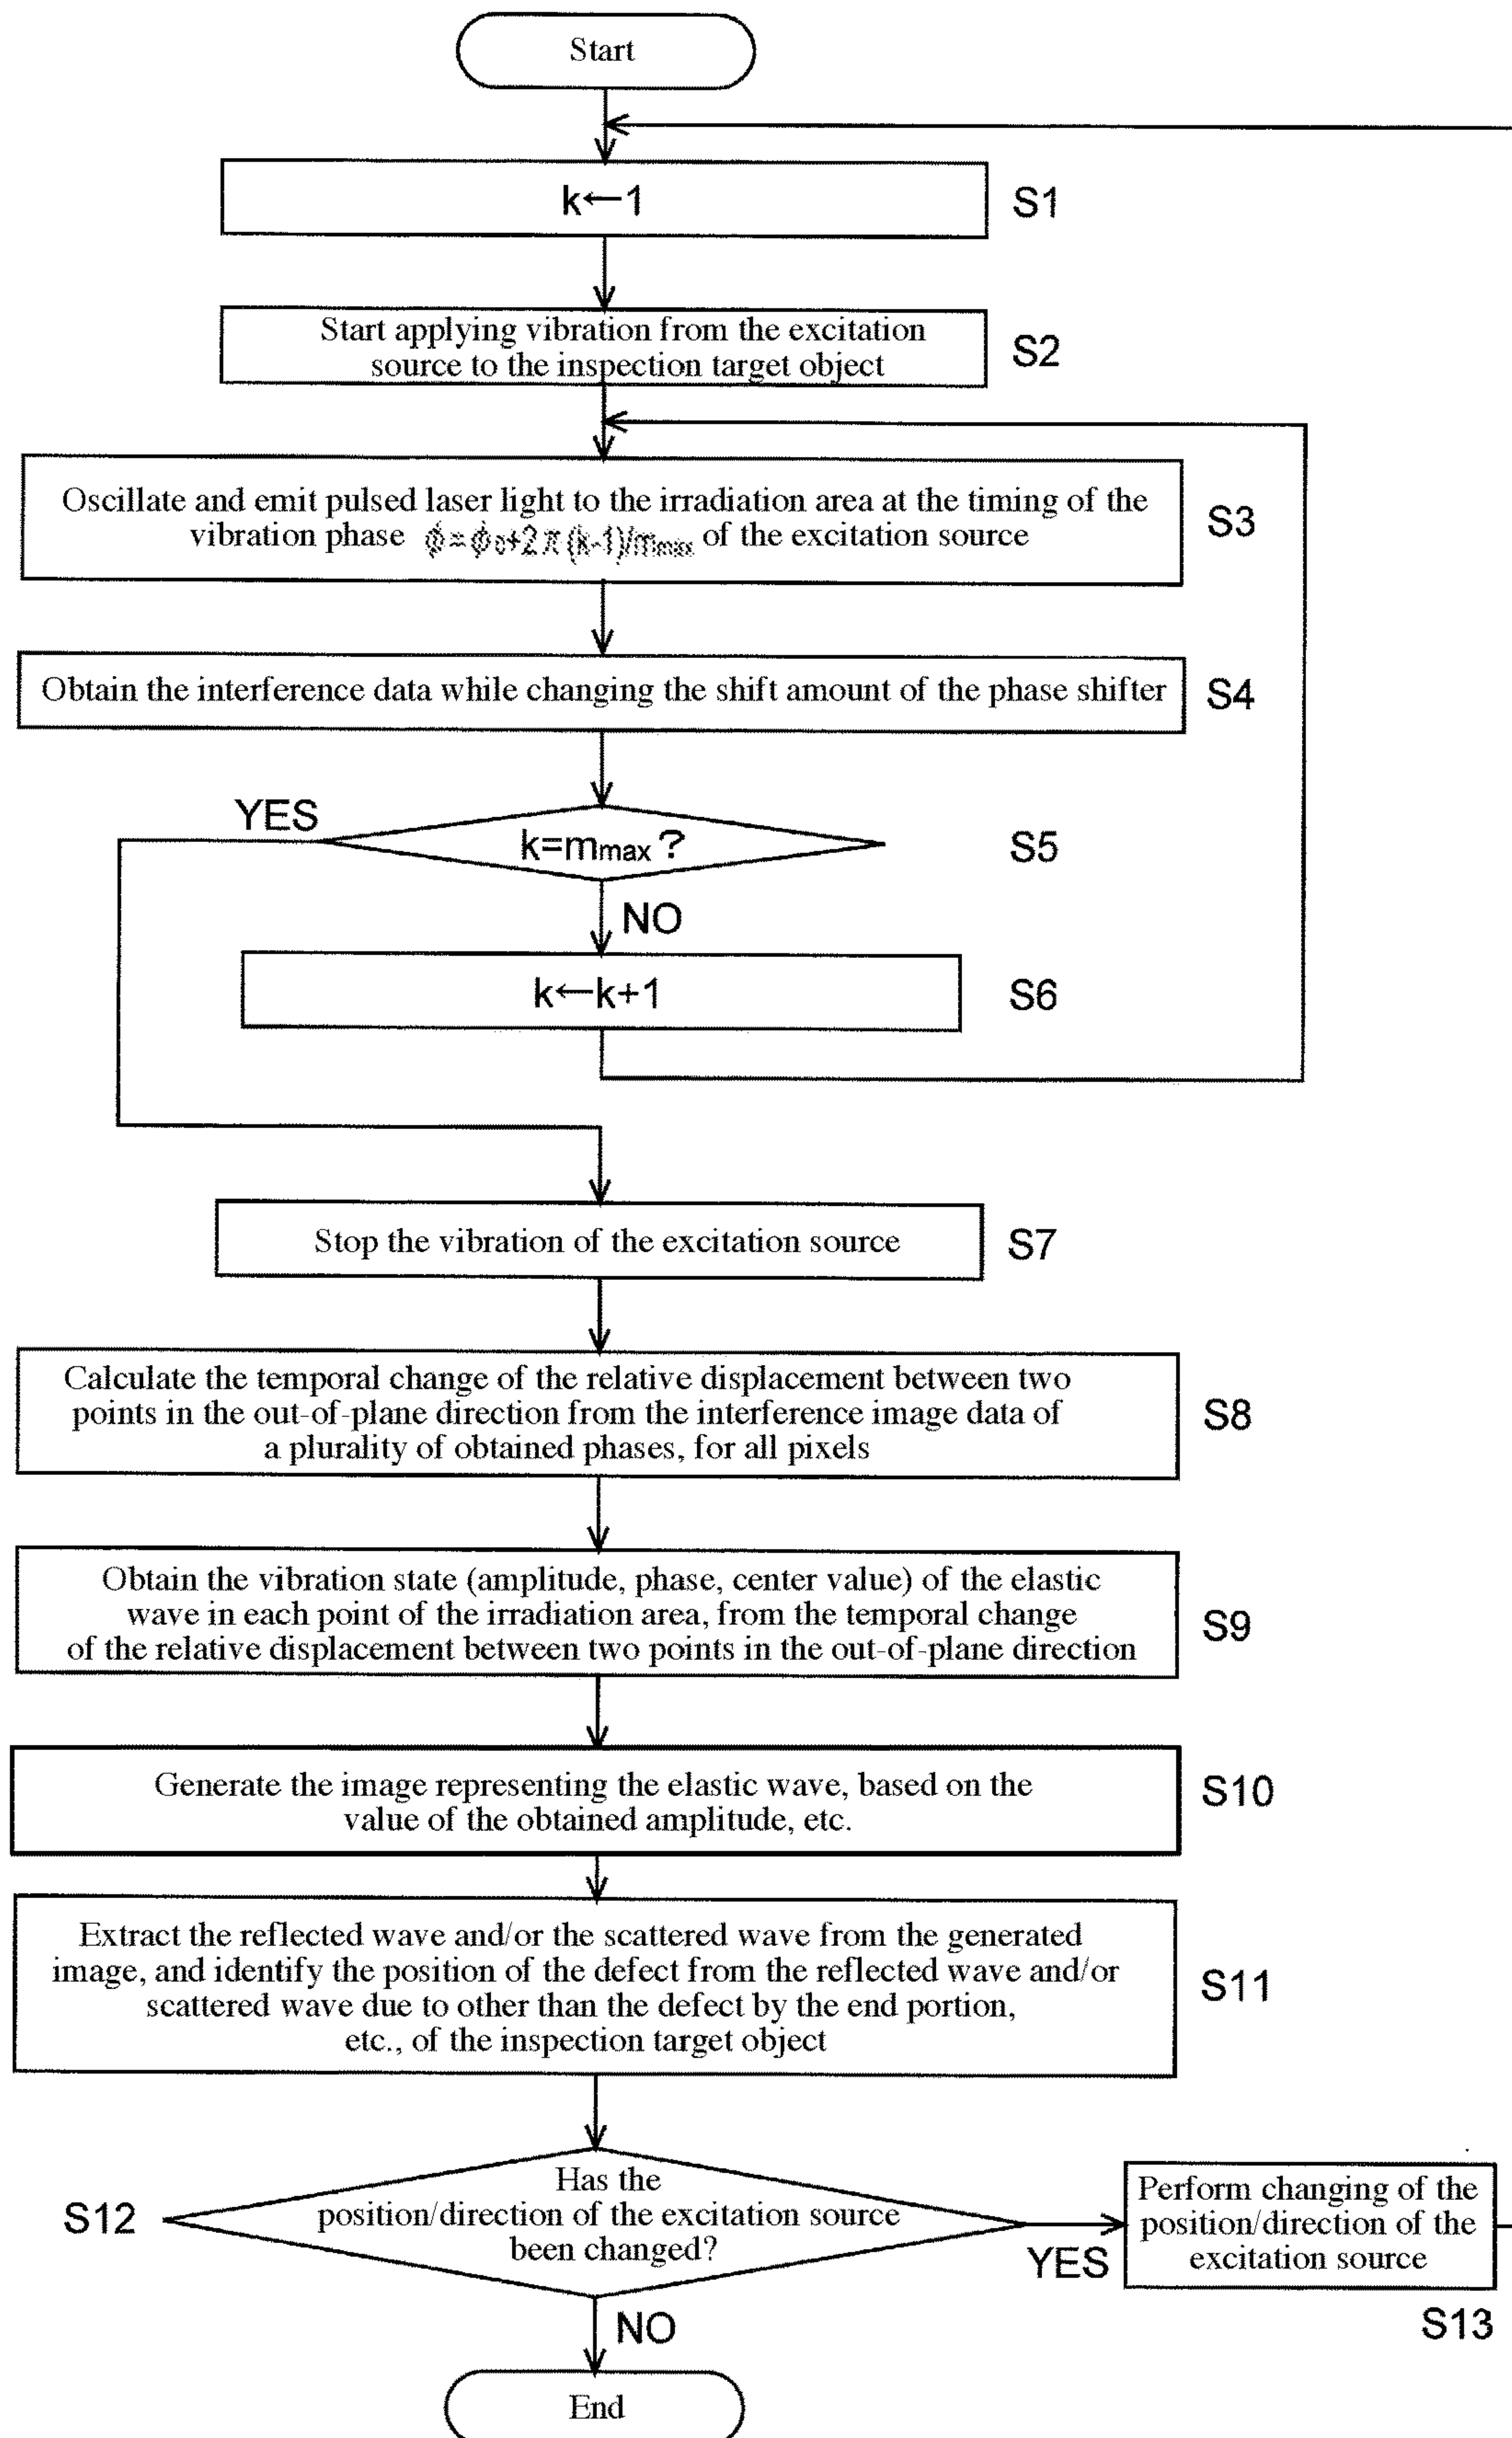 Start
k←1
S1
Start applying vibration from the excitation
source to the inspection target object
S2
Oscillate and emit pulsed laser light to the irradiation area at the timing of the
vibration phase ϕ=ϕ0+2π(k-1)/mmax of the excitation source
S3
Obtain the interference data while changing the shift amount of the phase shifter
S4
YES
k=mmax?
S5
NO
k←k+1
S6
Stop the vibration of the excitation source
S7
Calculate the temporal change of the relative displacement between two
points in the out-of-plane direction from the interference image data of
a plurality of obtained phases, for all pixels
S8
Obtain the vibration state (amplitude, phase, center value) of the elastic
wave in each point of the irradiation area, from the temporal change
of the relative displacement between two points in the out-of-plane direction
S9
Generate the image representing the elastic wave, based on the
value of the obtained amplitude, etc.
S10
Extract the reflected wave and/or the scattered wave from the generated
image, and identify the position of the defect from the reflected wave and/or
scattered wave due to other than the defect by the end portion,
etc., of the inspection target object
S11
S12
Has the
position/direction of the excitation source
been changed?
YES
Perform changing of the
position/direction of the
excitation source
S13
NO
End